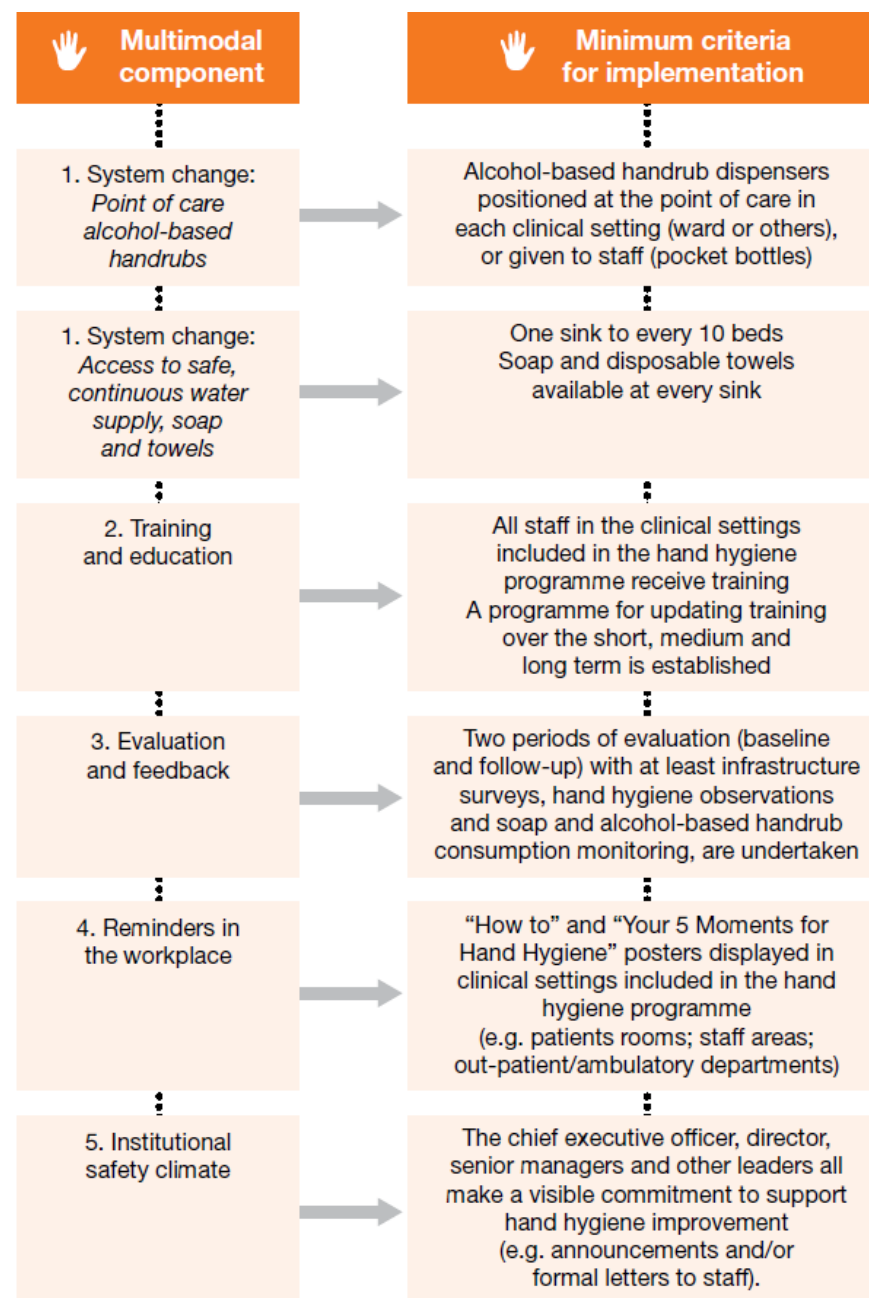 Multimodal
component
Minimum criteria
for implementation
1. System change:
Point of care
alcohol-based
handrubs
Alcohol-based handrub dispensers
positioned at the point of care in
each clinical setting (ward or others),
or given to staff (pocket bottles)
1. System change:
Access to safe,
continuous water
supply, soap
and towels
One sink to every 10 beds
Soap and disposable towels
available at every sink
2. Training
and education
All staff in the clinical settings
included in the hand hygiene
programme receive training
A programme for updating training
over the short, medium and
long term is established
3. Evaluation
and feedback
Two periods of evaluation (baseline
and follow-up) with at least infrastructure
surveys, hand hygiene observations
and soap and alcohol-based handrub
consumption monitoring, are undertaken
4. Reminders in
the workplace
“How to” and “Your 5 Moments for
Hand Hygiene” posters displayed in
clinical settings included in the hand
hygiene programme
(e.g. patients rooms; staff areas;
out-patient/ambulatory departments)
5. Institutional
safety climate
The chief executive officer, director,
senior managers and other leaders all
make a visible commitment to support
hand hygiene improvement
(e.g. announcements and/or
formal letters to staff).